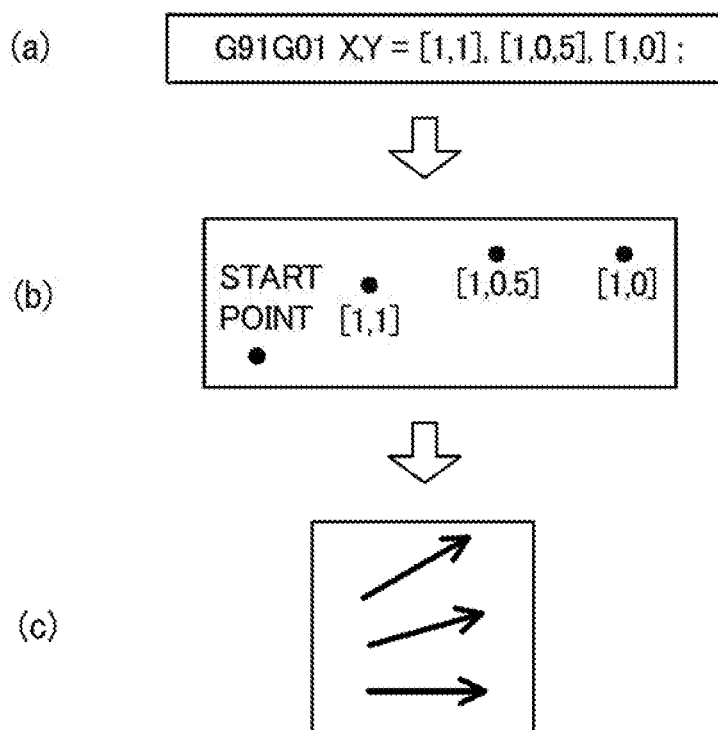 (a)
G91G01 X,Y = [1,1], [1,0,5], [1,0] ;
(b)
START
POINT
[1,1]
[1,0.5]
[1,0]
(c)